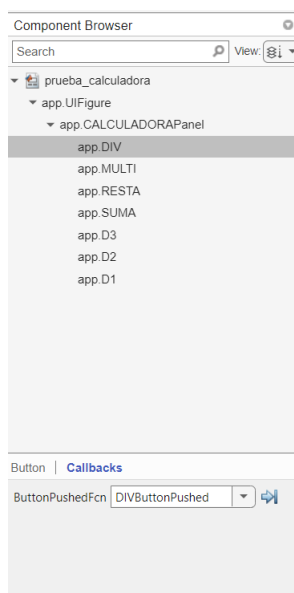 Component Browser
Search View:
prueba_calculadora
app.UIFigure
app.CALCULADORAPanel
app.DIV
app.MULTI
app.RESTA
app.SUMA
app.D3
app.D2
app.D1
Button | Callbacks
ButtonPushedFcn DIVButtonPushed